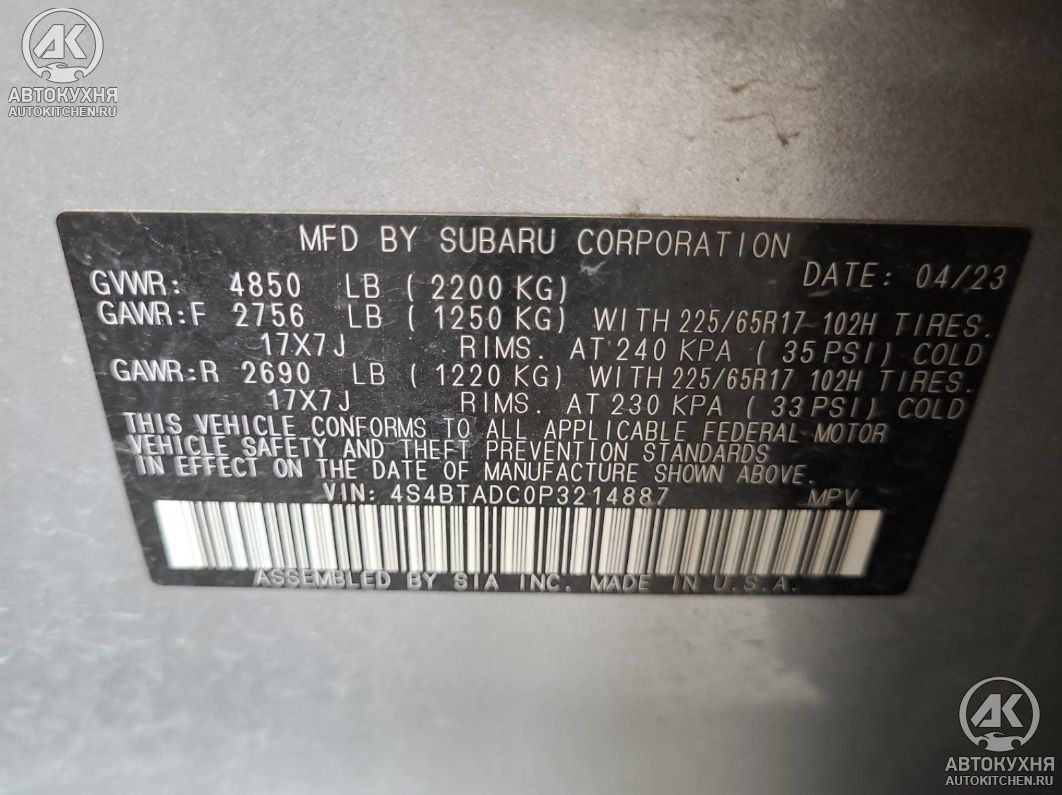 АК
АВТОКУХНЯ
AUTOKITCHEN.RU
MFD BY SUBARU CORPORATION
DATE: 04/23
GVWR: 4850 LB ( 2200 KG)
GAWR:F 2756 LB ( 1250 KG) WITH 225/65R17 102H TIRES.
17X7J RIMS. AT 240 KPA ( 35 PSI) COLD
GAWR:R 2690 LB ( 1220 KG) WITH 225/65R17 102H TIRES.
17X7J RIMS. AT 230 KPA ( 33 PSI) COLD
THIS VEHICLE CONFORMS TO ALL APPLICABLE FEDERAL MOTOR
VEHICLE SAFETY AND THEFT PREVENTION STANDARDS
IN EFFECT ON THE DATE OF MANUFACTURE SHOWN ABOVE.
VIN: 4S4BTADC0P3214887 MPV
ASSEMBLED BY SIA INC. MADE IN U.S.A.
АК
АВТОКУХНЯ
AUTOKITCHEN.RU